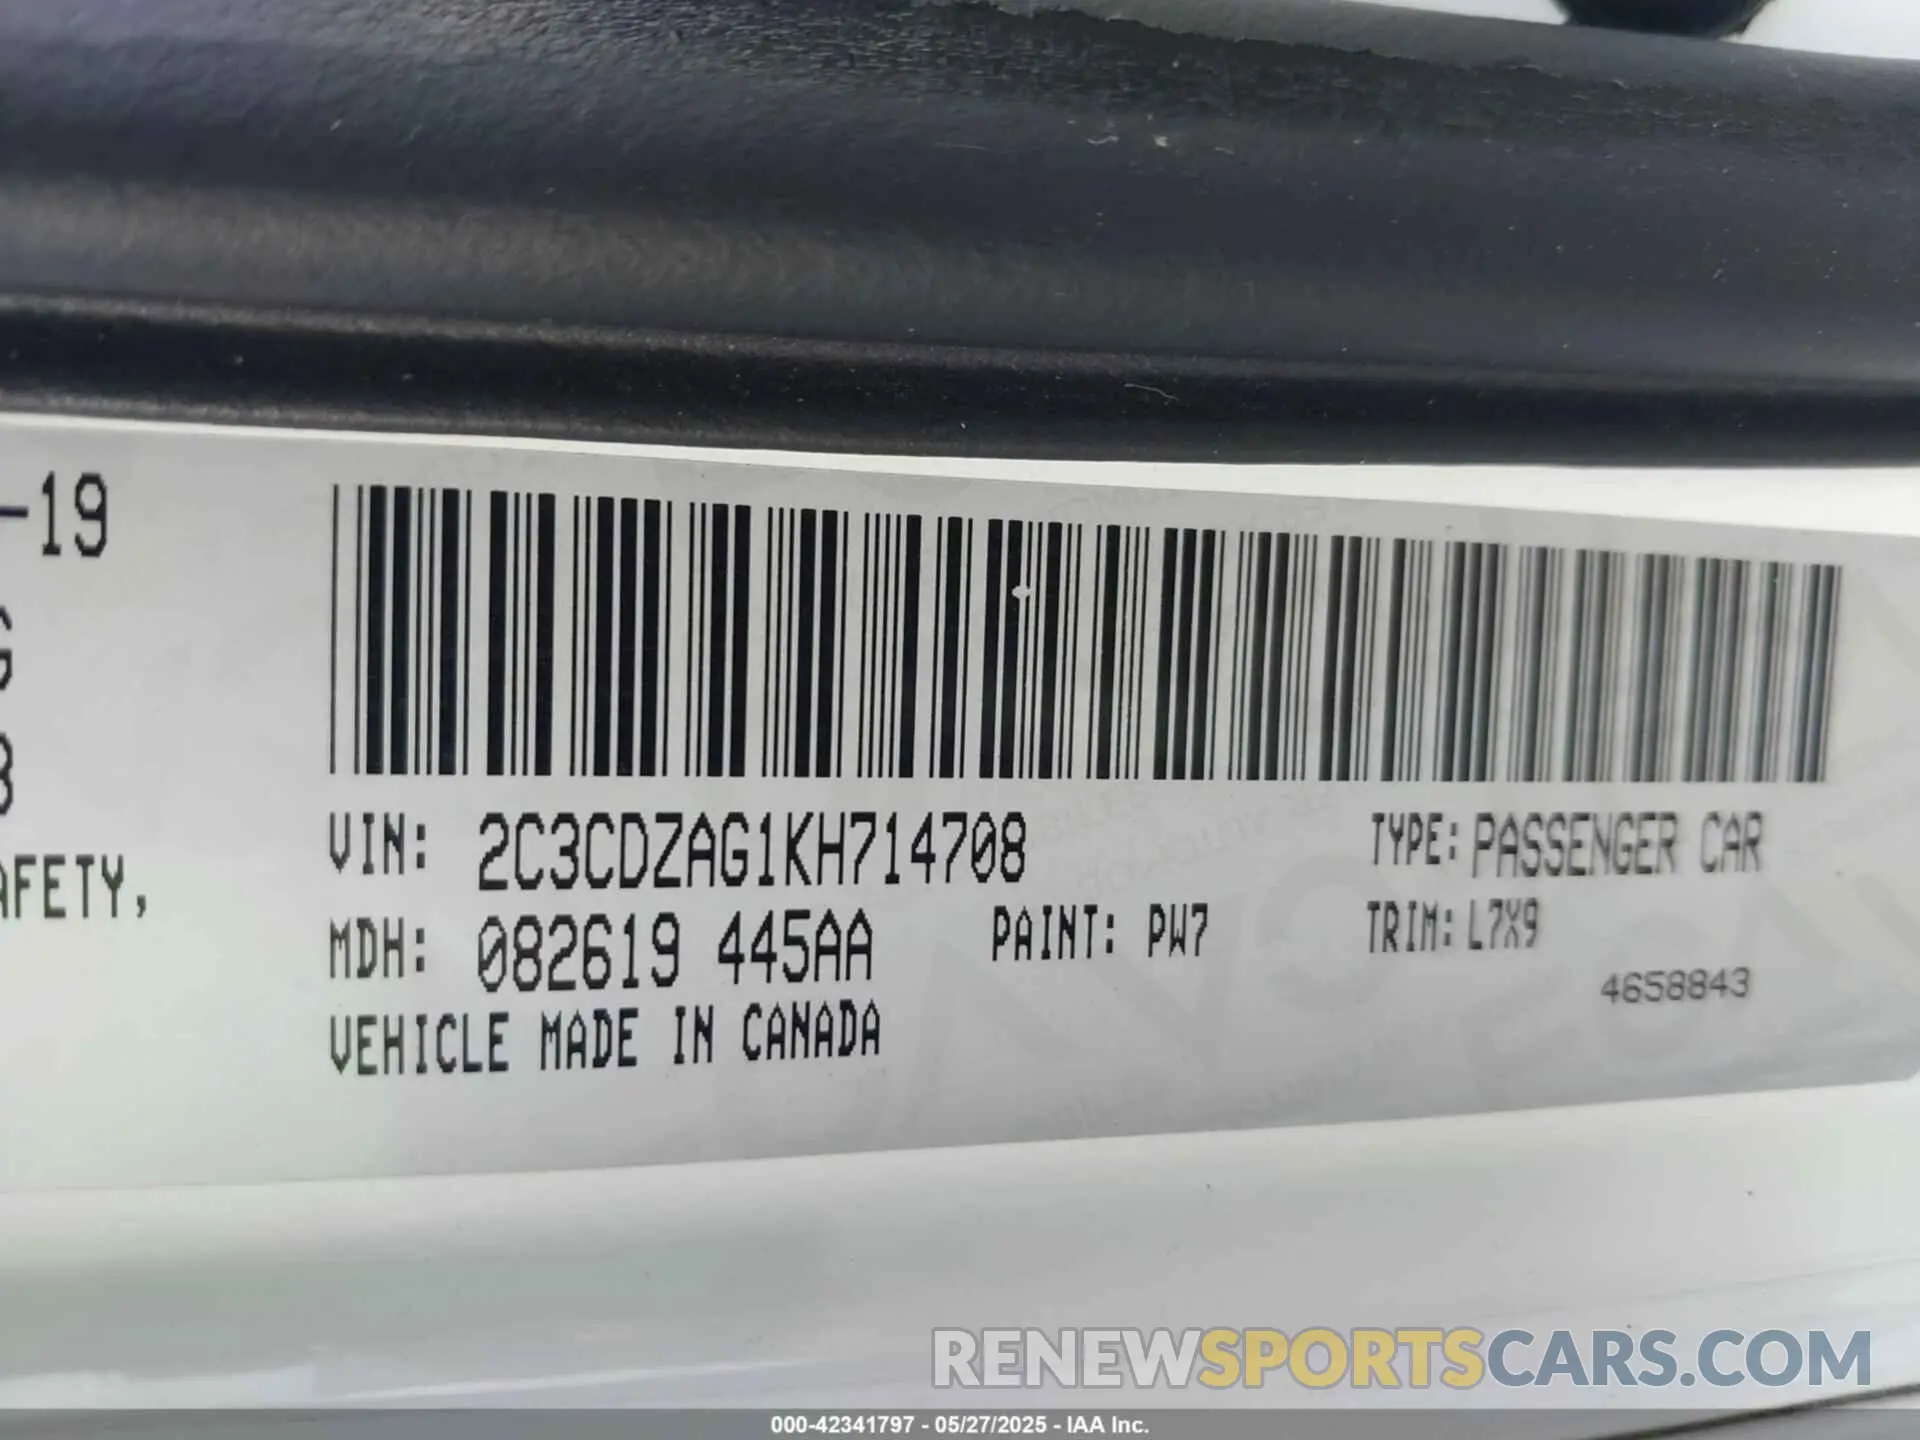 -19
AFETY,
VIN: 2C3CDZAG1KH714708
TYPE: PASSENGER CAR
MDH: 082619 445AA
PAINT: PW7
TRIM: L7X9
4658843
VEHICLE MADE IN CANADA
RENEWSPORTSCARS.COM
000-42341797 - 05/27/2025 - IAA Inc.